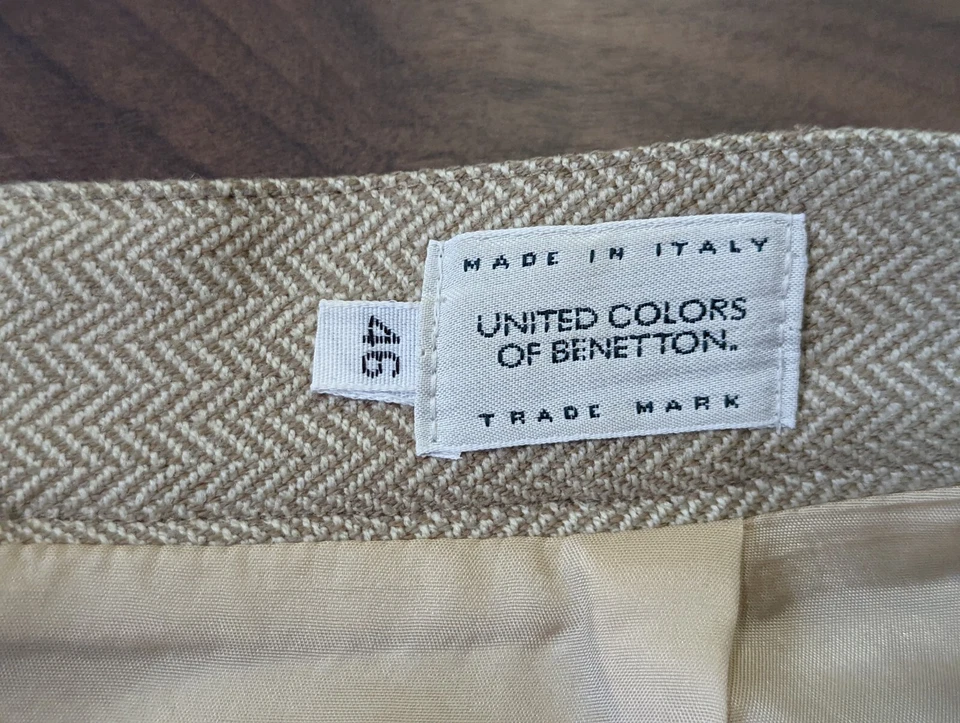 46
MADE IN ITALY
UNITED COLORS
OF BENETTON.
TRADE MARK